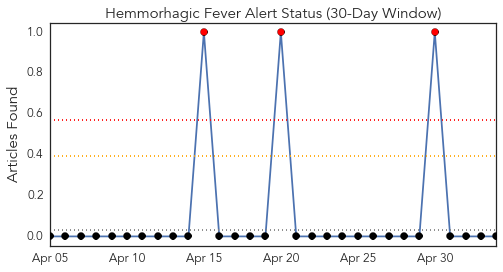 Hemmorhagic Fever Alert Status (30-Day Window)
Articles Found
1.0
0.8
0.6
0.4
0.2
0.0
Apr 05 Apr 10 Apr 15 Apr 20 Apr 25 Apr 30